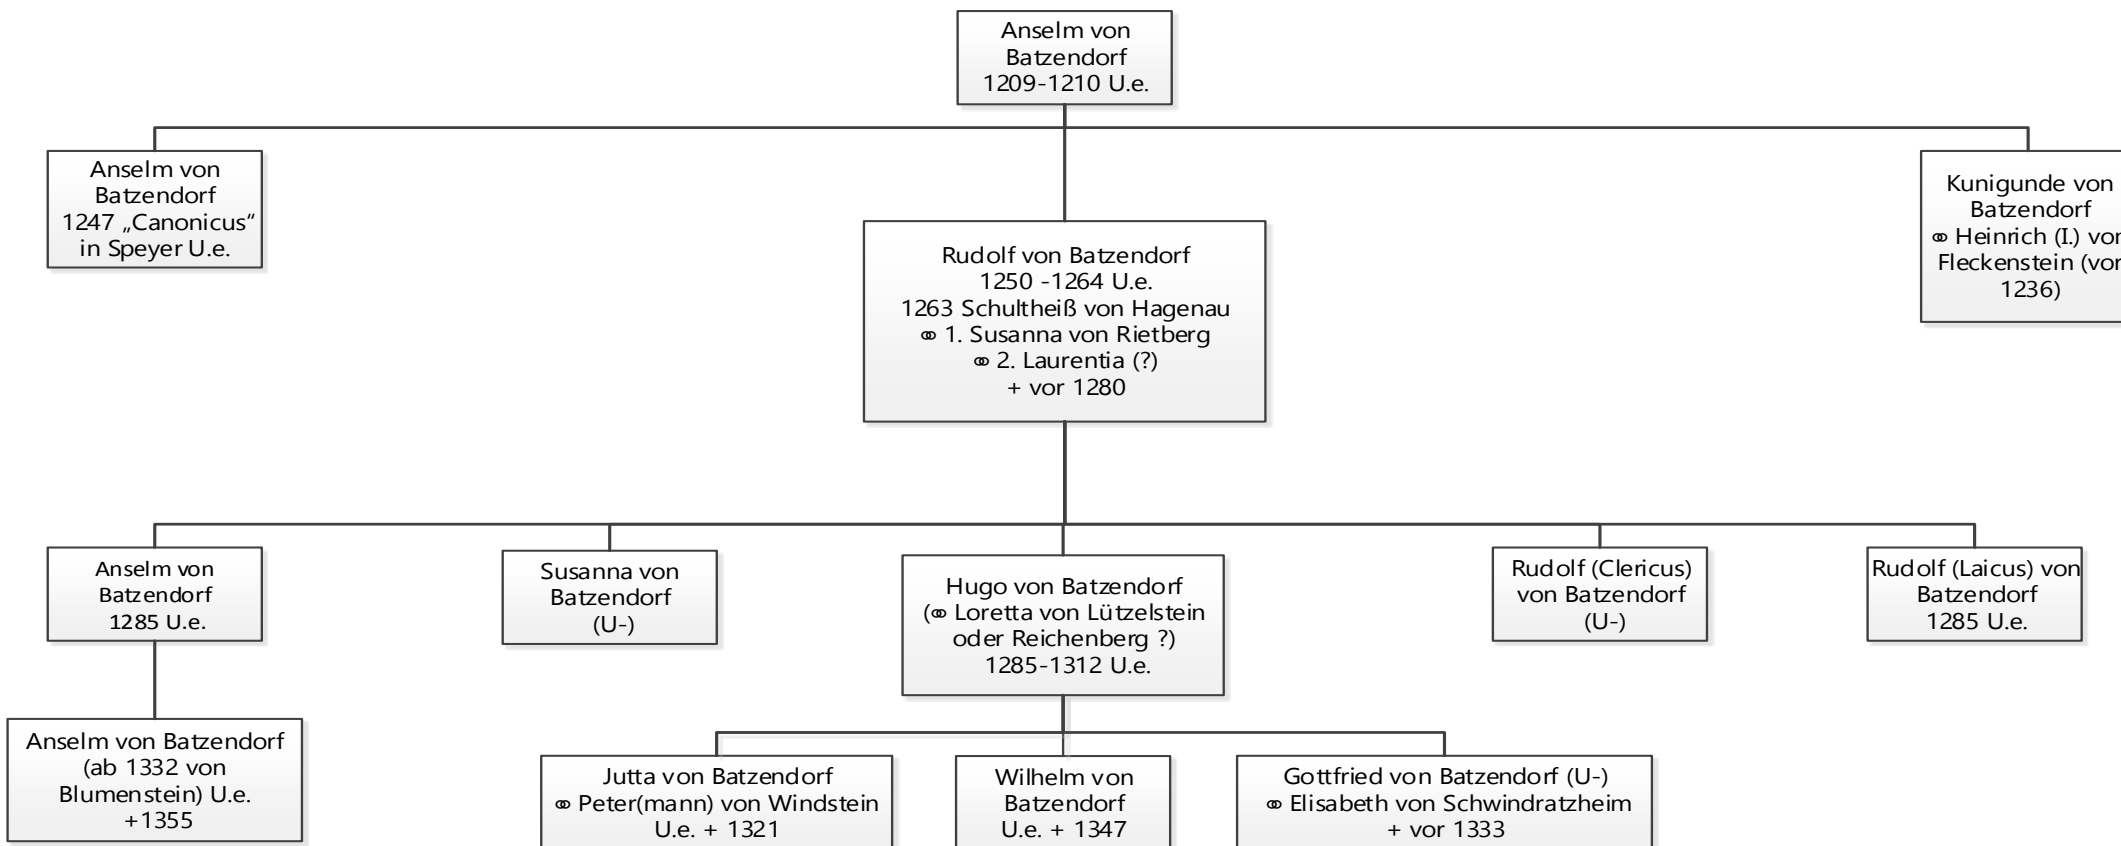 Anselm von
Batzendorf
1209-1210 U.e.
Anselm von
Batzendorf
1247 „Canonicus“
in Speyer U.e.
Rudolf von Batzendorf
1250 -1264 U.e.
1263 Schultheiß von Hagenau
⚭ 1. Susanna von Rietberg
⚭ 2. Laurentia (?)
+ vor 1280
Kunigunde von
Batzendorf
⚭ Heinrich (I.) von
Fleckenstein (vor
1236)
Anselm von
Batzendorf
1285 U.e.
Susanna von
Batzendorf
(U-)
Hugo von Batzendorf
(⚭ Loretta von Lützelstein
oder Reichenberg ?)
1285-1312 U.e.
Rudolf (Clericus)
von Batzendorf
(U-)
Rudolf (Laicus) von
Batzendorf
1285 U.e.
Anselm von Batzendorf
(ab 1332 von
Blumenstein) U.e.
+1355
Jutta von Batzendorf
⚭ Peter(mann) von Windstein
U.e. + 1321
Wilhelm von
Batzendorf
U.e. + 1347
Gottfried von Batzendorf (U-)
⚭ Elisabeth von Schwindratzheim
+ vor 1333